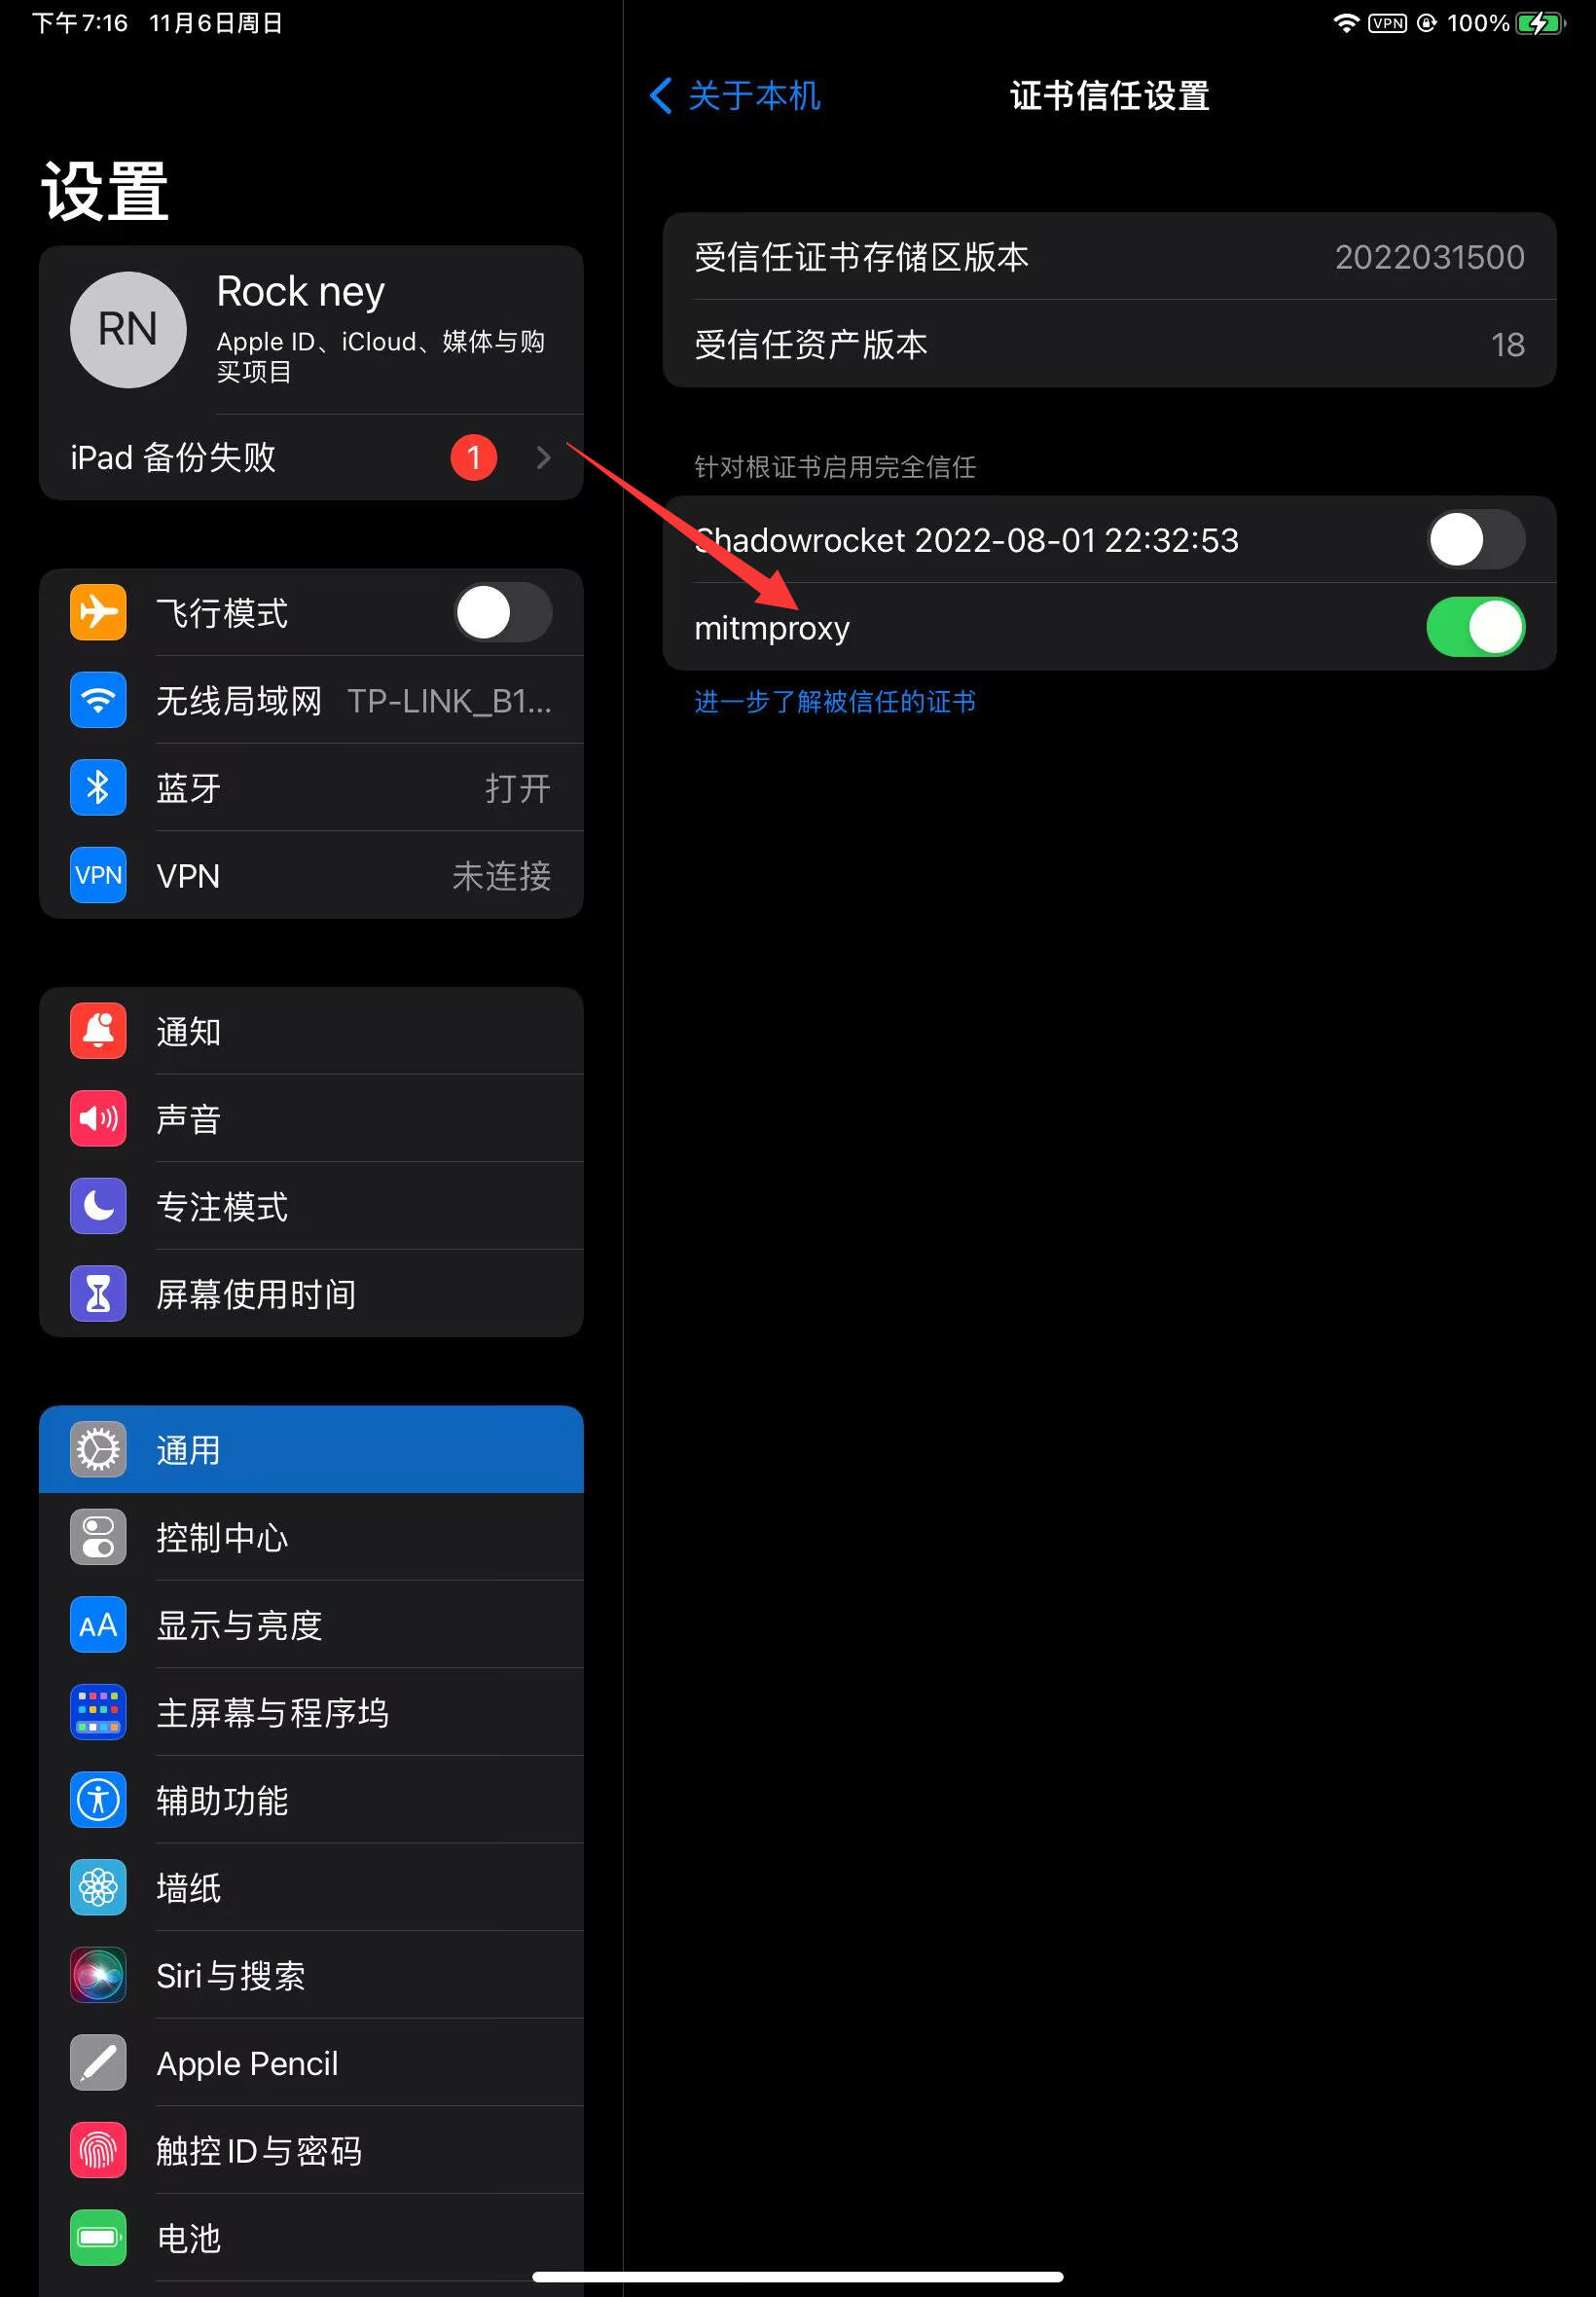 下午7:16 11月6日周日
VPN 100%
设置
RN
Rock ney
Apple ID、iCloud、媒体与购
买项目
iPad 备份失败 1
飞行模式
无线局域网 TP-LINK_B1...
蓝牙 打开
VPN VPN 未连接
通知
声音
专注模式
屏幕使用时间
通用
控制中心
AA 显示与亮度
主屏幕与程序坞
辅助功能
墙纸
Siri与搜索
Apple Pencil
触控ID与密码
电池
关于本机 证书信任设置
受信任证书存储区版本 2022031500
受信任资产版本 18
针对根证书启用完全信任
Shadowrocket 2022-08-01 22:32:53
mitmproxy
进一步了解被信任的证书